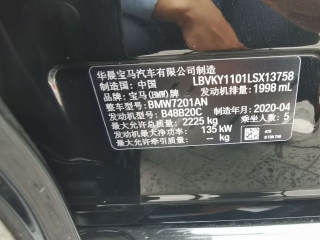 华晨宝马汽车有限公司制造
制造国：中国 LBVKY1101LSX13758
品牌：宝马(BMW)牌 发动机排量：1998 mL
整车型号：BMW7201AN
发动机型号：B48B20C 制造年月：2020-04
最大允许总质量：2225 kg 乘坐人数：5
发动机最大净功率：135 kW
最大允许牵引质量：-- kg